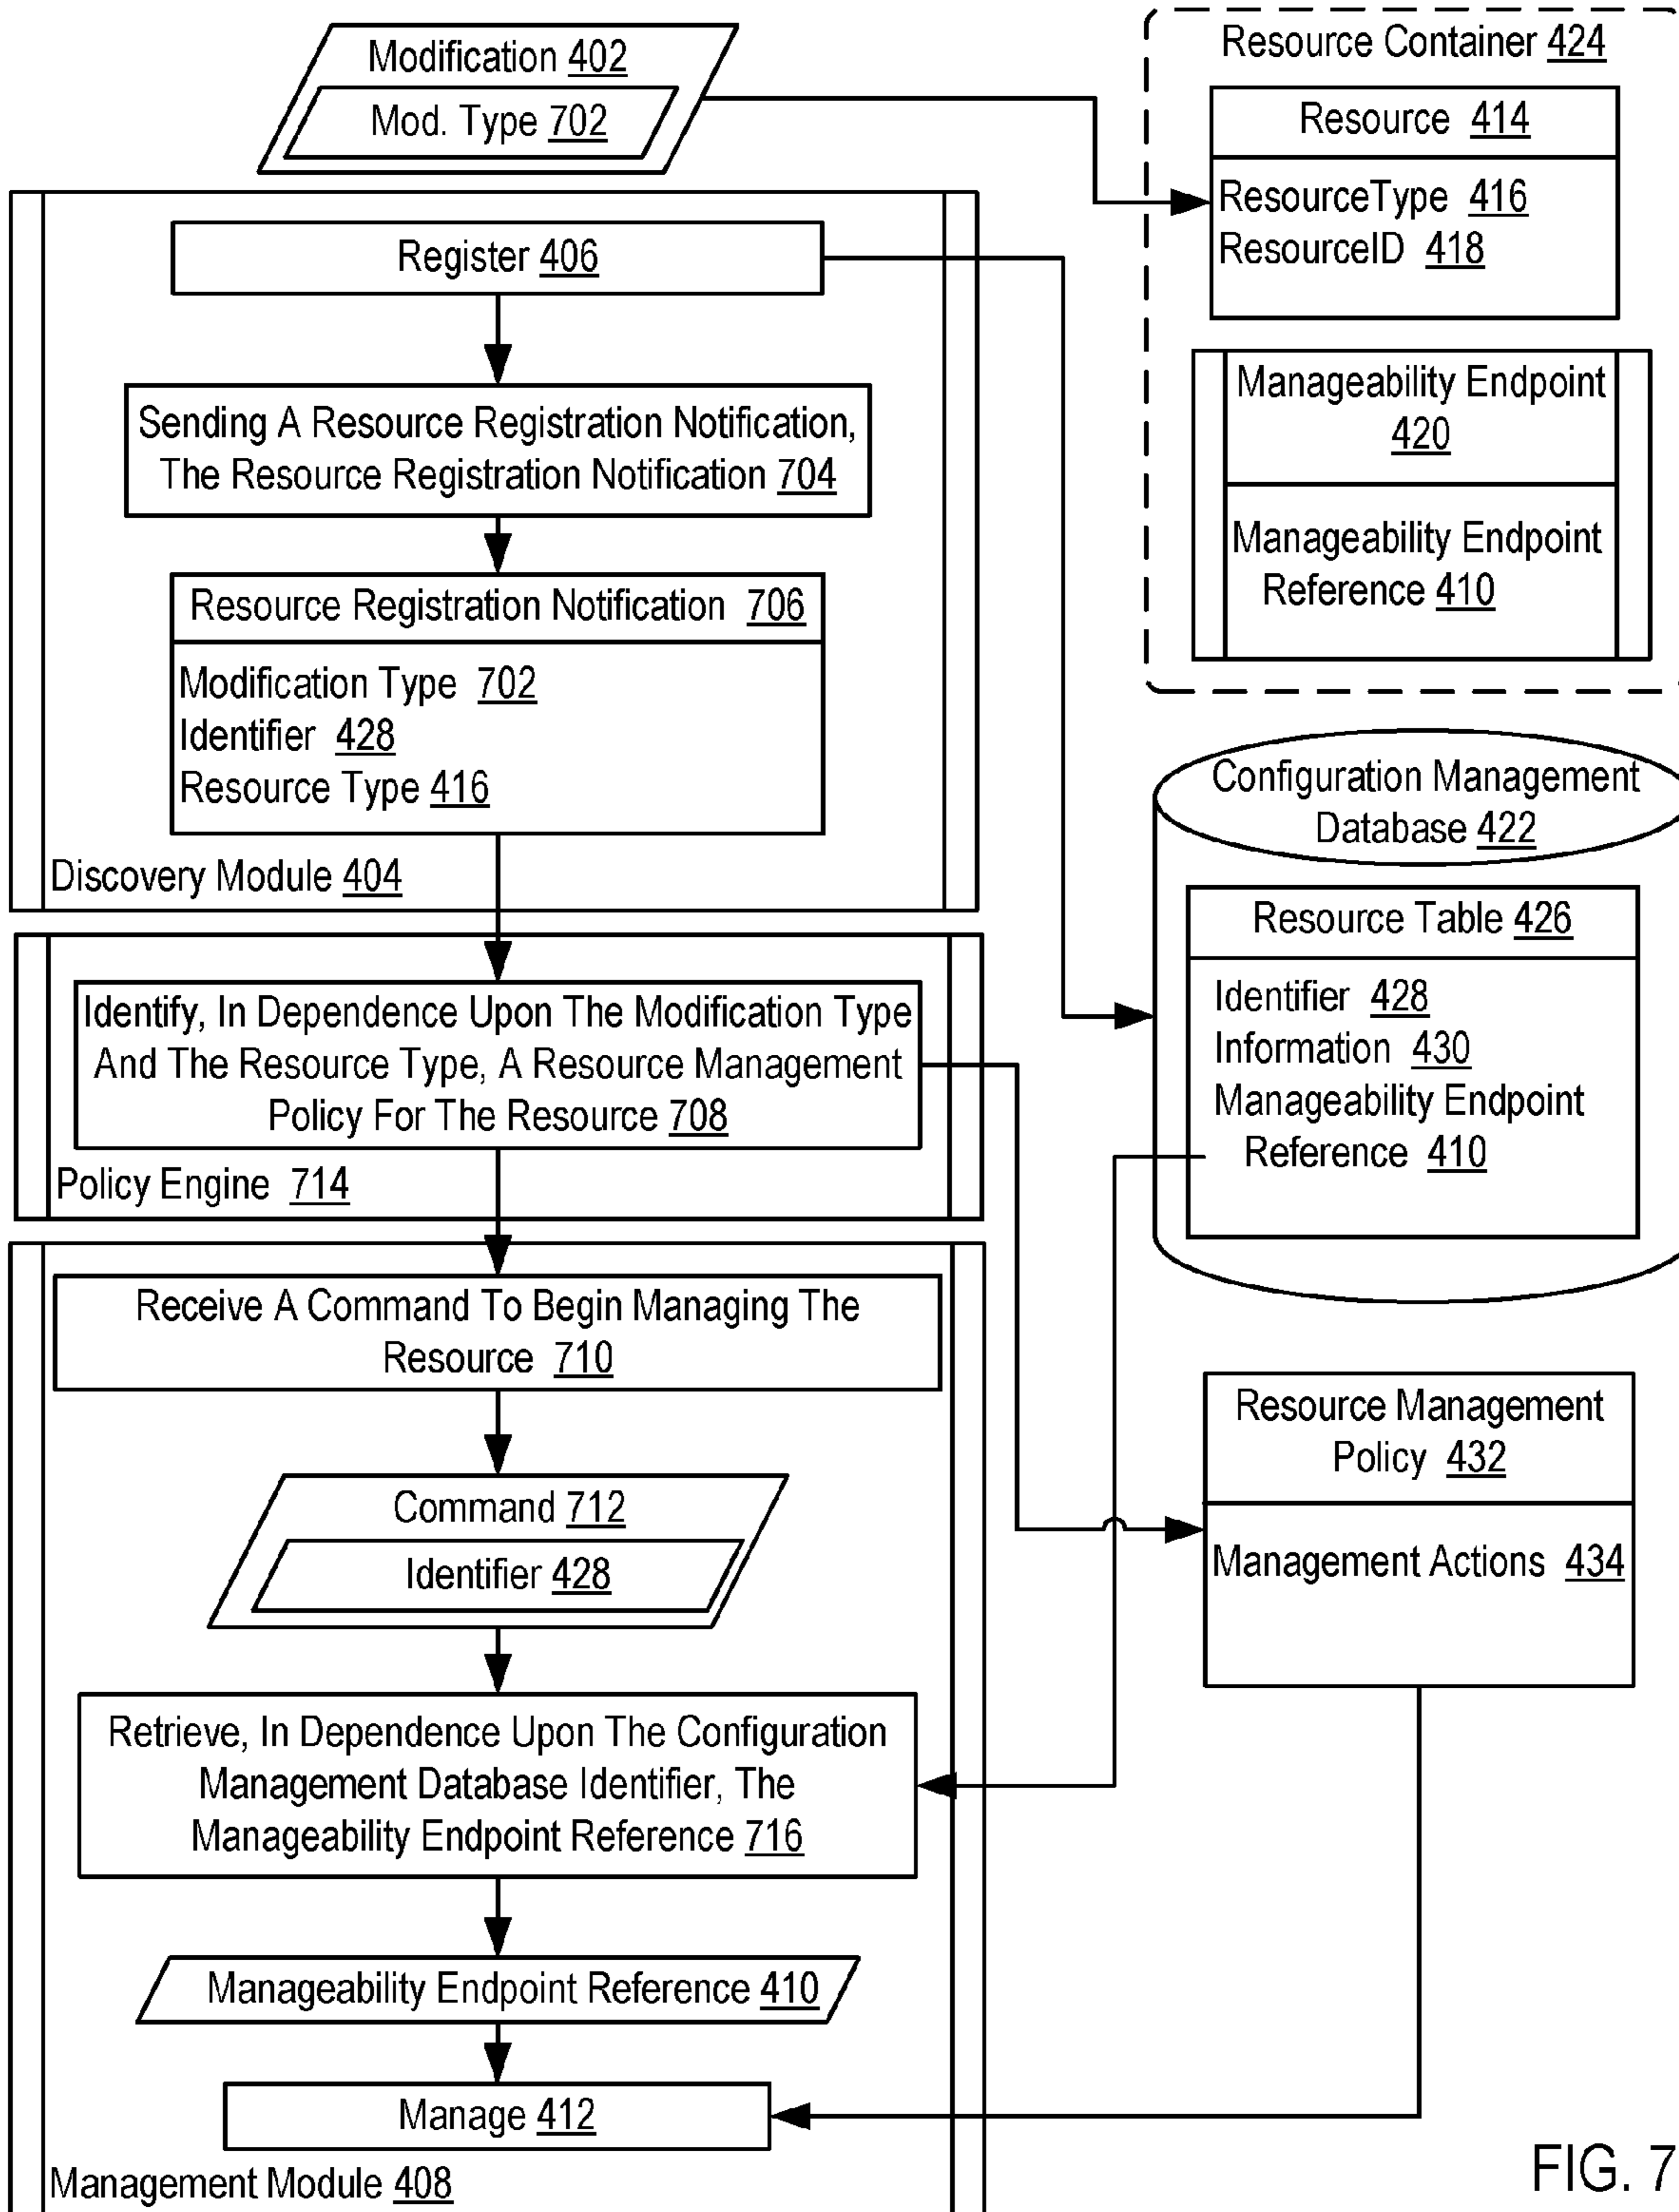 Modification 402
Mod. Type 702
Register 406
Sending A Resource Registration Notification,
The Resource Registration Notification 704
Resource Registration Notification 706
Modification Type 702
Identifier 428
Resource Type 416
Discovery Module 404
Identify, In Dependence Upon The Modification Type
And The Resource Type, A Resource Management
Policy For The Resource 708
Policy Engine 714
Receive A Command To Begin Managing The
Resource 710
Command 712
Identifier 428
Retrieve, In Dependence Upon The Configuration
Management Database Identifier, The
Manageability Endpoint Reference 716
Manageability Endpoint Reference 410
Manage 412
Management Module 408
Resource Container 424
Resource 414
ResourceType 416
ResourceID 418
Manageability Endpoint
420
Manageability Endpoint
Reference 410
Configuration Management
Database 422
Resource Table 426
Identifier 428
Information 430
Manageability Endpoint
Reference 410
Resource Management
Policy 432
Management Actions 434
FIG. 7